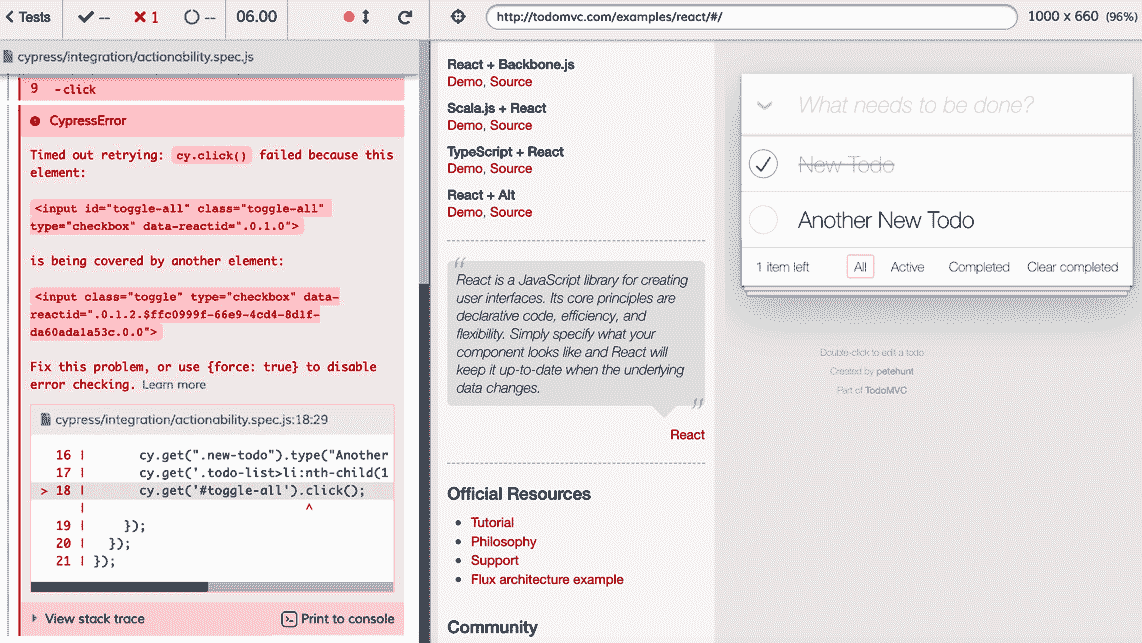 Tests
--
1
--
06.00
http://todomvc.com/examples/react/#/
1000 x 660 (96%)
cypress/integration/actionability.spec.js
9 -click
CypressError
Timed out retrying: cy.click() failed because this
element:
<input id="toggle-all" class="toggle-all"
type="checkbox" data-reactid=".0.1.0">
is being covered by another element:
<input class="toggle" type="checkbox" data-
reactid=".0.1.2.$ffc0999f-66e9-4cd4-8d1f-
da60ada1a53c.0.0">
Fix this problem, or use {force: true} to disable
error checking. Learn more
cypress/integration/actionability.spec.js:18:29
16 | cy.get(".new-todo").type("Another
17 | cy.get('.todo-list>li:nth-child(1
> 18 | cy.get('#toggle-all').click();
| ^
19 | });
20 | });
21 | });
View stack trace
Print to console
React + Backbone.js
Demo, Source
Scala.js + React
Demo, Source
TypeScript + React
Demo, Source
React + Alt
Demo, Source
“
React is a JavaScript library for creating
user interfaces. Its core principles are
declarative code, efficiency, and
flexibility. Simply specify what your
component looks like and React will
keep it up-to-date when the underlying
data changes.
”
React
Official Resources
Tutorial
Philosophy
Support
Flux architecture example
Community
What needs to be done?
New Todo
Another New Todo
1 item left
All
Active
Completed
Clear completed
Double-click to edit a todo
Created by petehunt
Part of TodoMVC